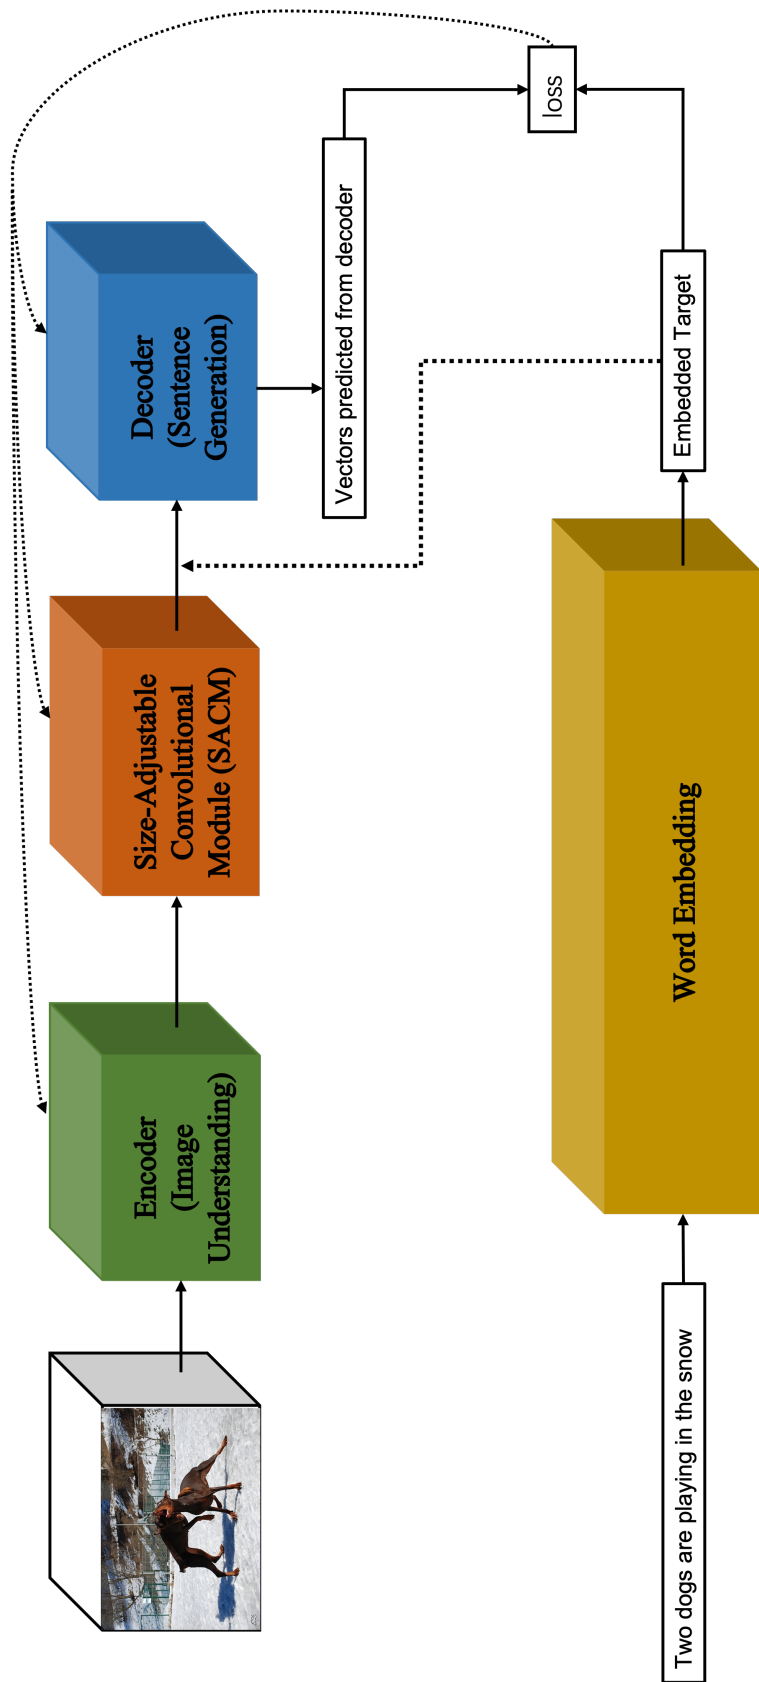 Encoder
(Image
Understanding)
Size-Adjustable
Convolutional
Module (SACM)
Decoder
(Sentence
Generation)
Vectors predicted from decoder
loss
Two dogs are playing in the snow
Word Embedding
Embedded Target